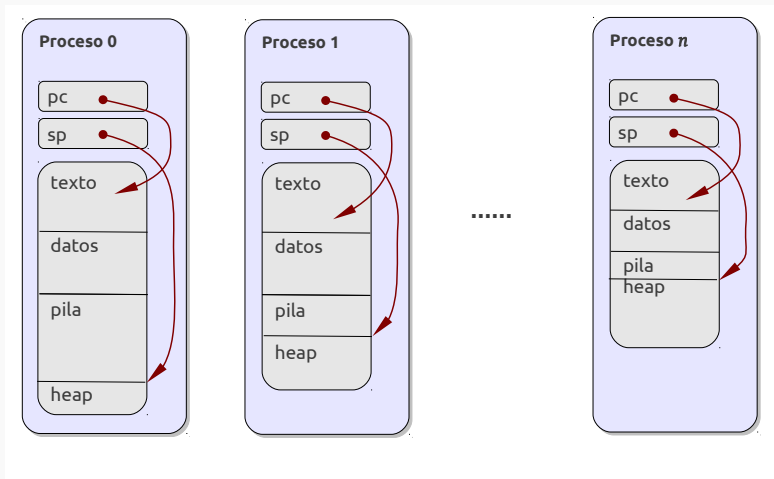 Proceso 0
pc
sp
texto
datos
pila
heap
Proceso 1
pc
sp
texto
datos
pila
heap
......
Proceso n
pc
sp
texto
datos
pila
heap